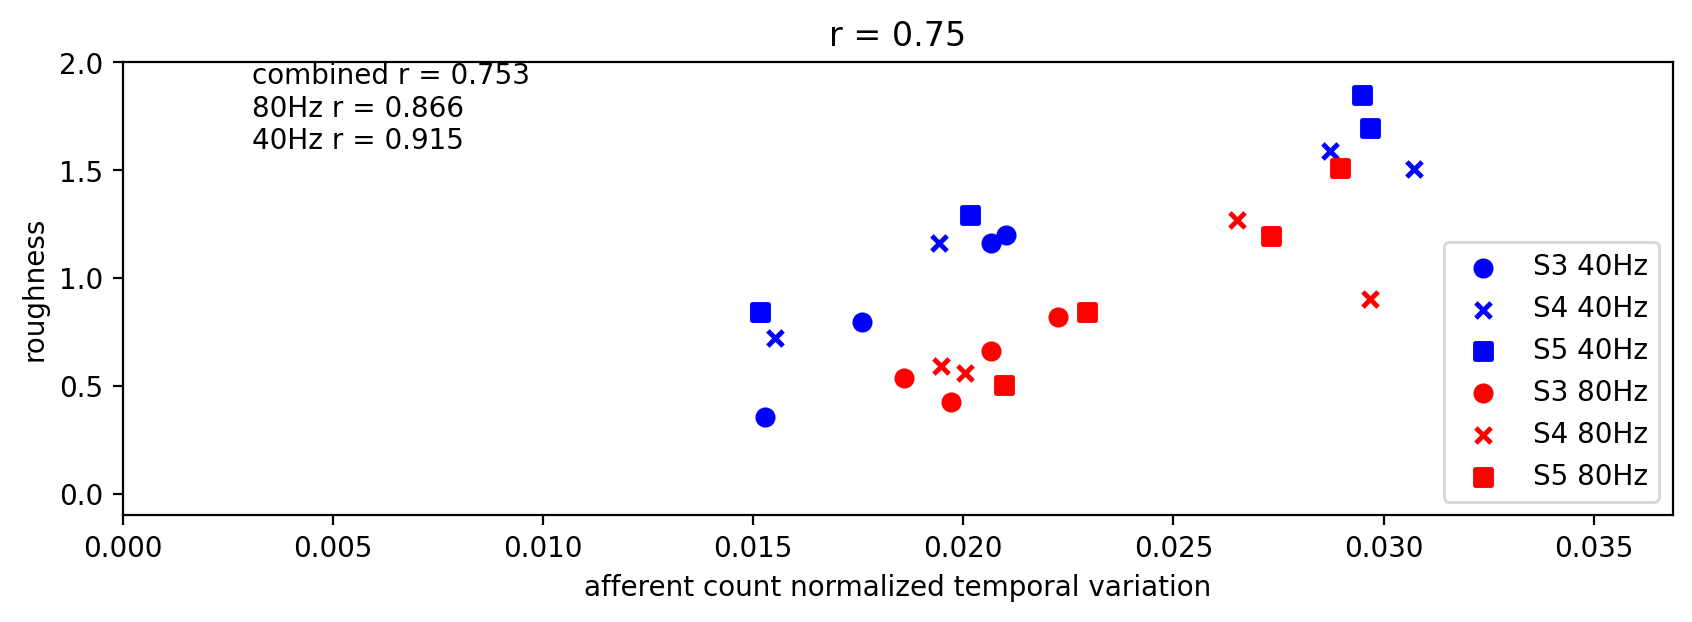 r = 0.75
combined r = 0.753
80Hz r = 0.866
40Hz r = 0.915
2.0
1.5
1.0
0.5
0.0
roughness
S3 40Hz
S4 40Hz
S5 40Hz
S3 80Hz
S4 80Hz
S5 80Hz
0.000 0.005 0.010 0.015 0.020 0.025 0.030 0.035
afferent count normalized temporal variation